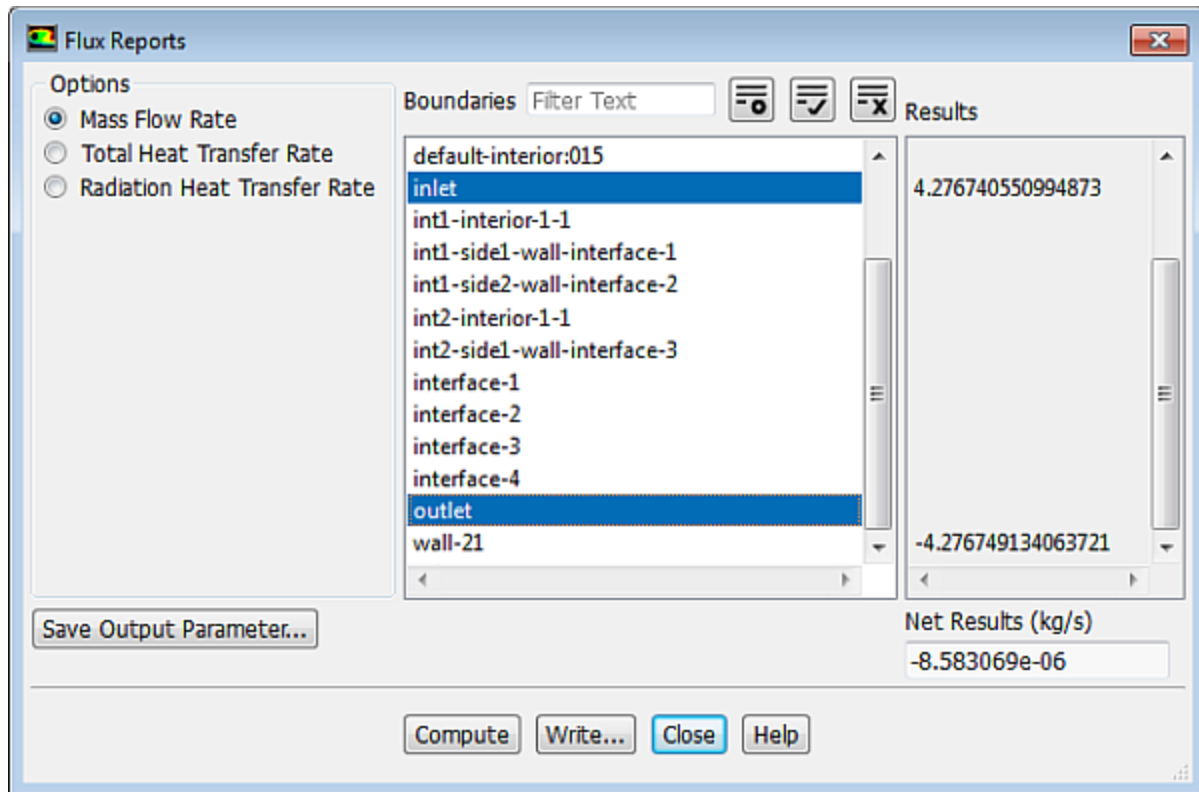 Flux Reports
Options
Mass Flow Rate
Total Heat Transfer Rate
Radiation Heat Transfer Rate
Boundaries Filter Text
Results
default-interior:015
inlet
4.276740550994873
int1-interior-1-1
int1-side1-wall-interface-1
int1-side2-wall-interface-2
int2-interior-1-1
int2-side1-wall-interface-3
interface-1
interface-2
interface-3
interface-4
outlet
wall-21
-4.276749134063721
Save Output Parameter...
Net Results (kg/s)
-8.583069e-06
Compute Write... Close Help